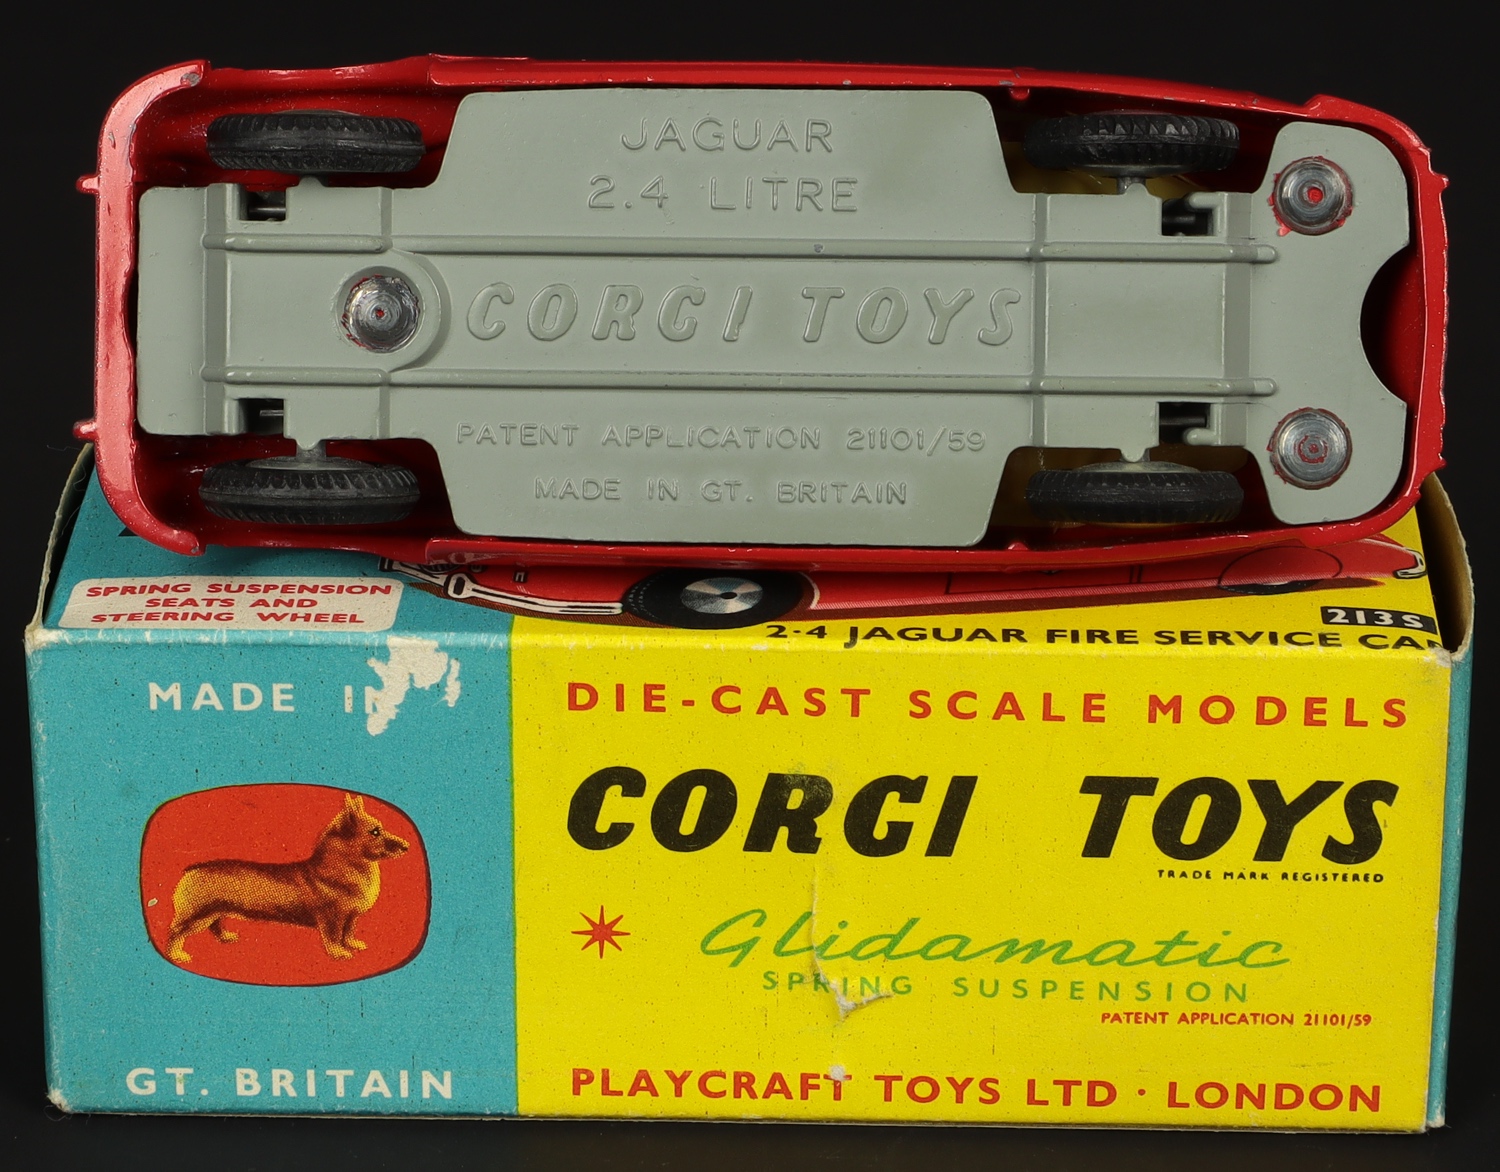 JAGUAR
2.4 LITRE
CORGI TOYS
PATENT APPLICATION 21101/59
MADE IN GT. BRITAIN
SPRING SUSPENSION
SEATS AND
STEERING WHEEL
213S
2·4 JAGUAR FIRE SERVICE CAR
MADE IN
GT. BRITAIN
DIE-CAST SCALE MODELS
CORGI TOYS
TRADE MARK REGISTERED
Glidamatic
SPRING SUSPENSION
PATENT APPLICATION 21101/59
PLAYCRAFT TOYS LTD · LONDON